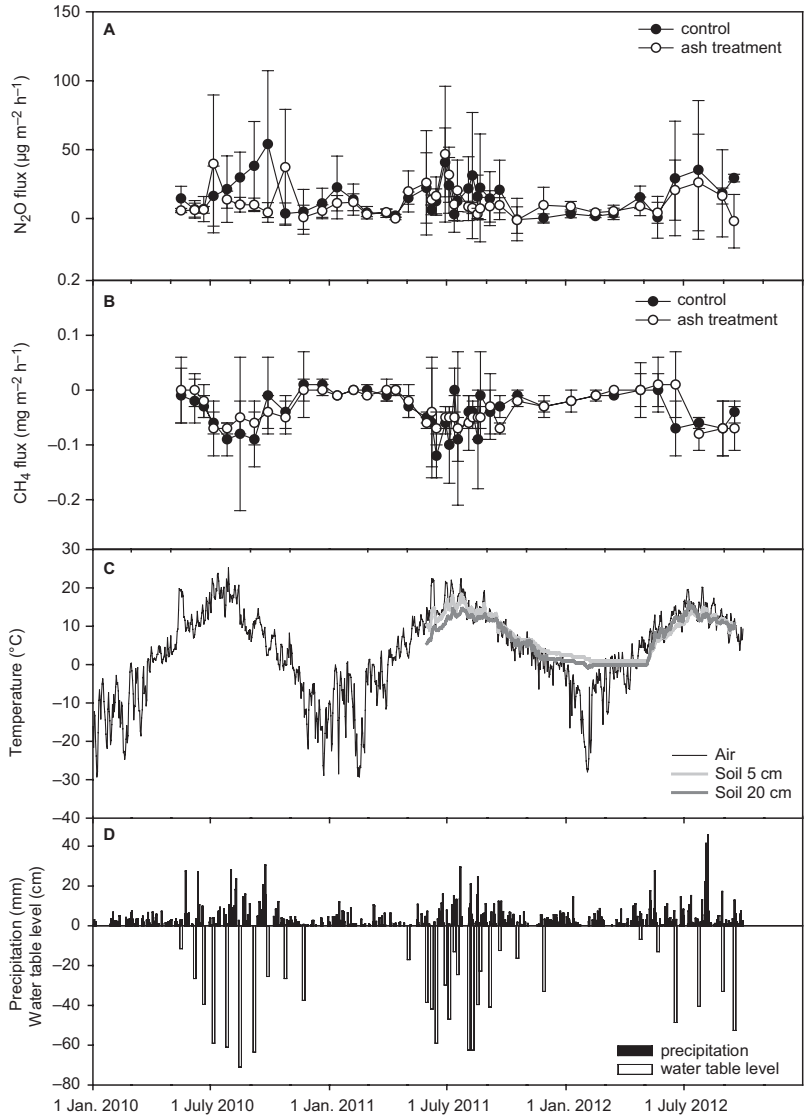 150
A
control
ash treatment
100
50
0
N2O flux (µg m–2 h–1)
0.2
B
control
ash treatment
0.1
0
–0.1
–0.2
CH4 flux (mg m–2 h–1)
30
C
20
10
0
–10
–20
–30
–40
Temperature (°C)
Air
Soil 5 cm
Soil 20 cm
D
40
20
0
–20
–40
–60
–80
Precipitation (mm)
Water table level (cm)
precipitation
water table level
1 Jan. 2010
1 July 2010
1 Jan. 2011
1 July 2011
1 Jan. 2012
1 July 2012